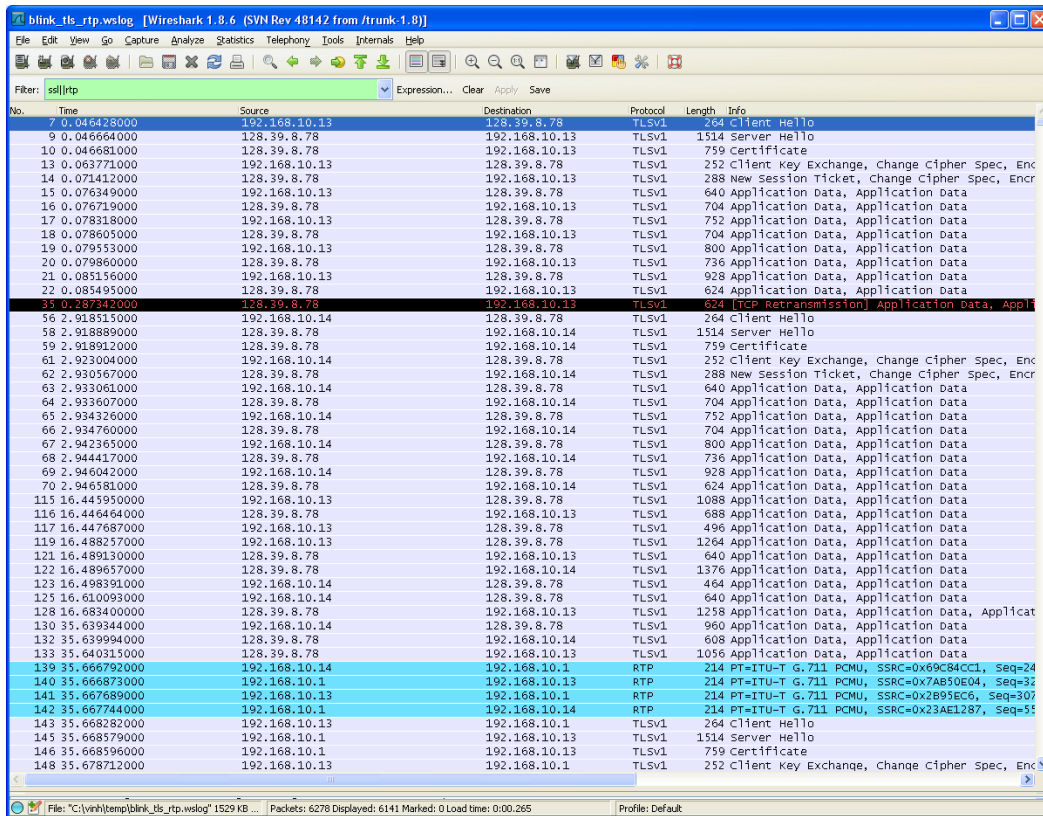 blink_tls_rtp.wslog [Wireshark 1.8.6 (SVN Rev 48142 from /trunk-1.8)]
File Edit View Go Capture Analyze Statistics Telephony Tools Internals Help
Filter: ssl||rtp Expression... Clear Apply Save
No. Time Source Destination Protocol Length Info
7 0.046428000 192.168.10.13 128.39.8.78 TLSv1 264 Client Hello
9 0.046664000 128.39.8.78 192.168.10.13 TLSv1 1514 Server Hello
10 0.046681000 128.39.8.78 192.168.10.13 TLSv1 759 Certificate
13 0.063771000 192.168.10.13 128.39.8.78 TLSv1 252 Client Key Exchange, Change Cipher Spec, Enc
14 0.071412000 128.39.8.78 192.168.10.13 TLSv1 288 New Session Ticket, Change Cipher Spec, Encr
15 0.076349000 192.168.10.13 128.39.8.78 TLSv1 640 Application Data, Application Data
16 0.076719000 128.39.8.78 192.168.10.13 TLSv1 704 Application Data, Application Data
17 0.078318000 192.168.10.13 128.39.8.78 TLSv1 752 Application Data, Application Data
18 0.078605000 128.39.8.78 192.168.10.13 TLSv1 704 Application Data, Application Data
19 0.079553000 192.168.10.13 128.39.8.78 TLSv1 800 Application Data, Application Data
20 0.079860000 128.39.8.78 192.168.10.13 TLSv1 736 Application Data, Application Data
21 0.085156000 192.168.10.13 128.39.8.78 TLSv1 928 Application Data, Application Data
22 0.085495000 128.39.8.78 192.168.10.13 TLSv1 624 Application Data, Application Data
35 0.287342000 128.39.8.78 192.168.10.13 TLSv1 624 [TCP Retransmission] Application Data, Appli
56 2.918515000 192.168.10.14 128.39.8.78 TLSv1 264 Client Hello
58 2.918889000 128.39.8.78 192.168.10.14 TLSv1 1514 Server Hello
59 2.918912000 128.39.8.78 192.168.10.14 TLSv1 759 Certificate
61 2.923004000 192.168.10.14 128.39.8.78 TLSv1 252 Client Key Exchange, Change Cipher Spec, Enc
62 2.930567000 128.39.8.78 192.168.10.14 TLSv1 288 New Session Ticket, Change Cipher Spec, Encr
63 2.933061000 192.168.10.14 128.39.8.78 TLSv1 640 Application Data, Application Data
64 2.933607000 128.39.8.78 192.168.10.14 TLSv1 704 Application Data, Application Data
65 2.934326000 192.168.10.14 128.39.8.78 TLSv1 752 Application Data, Application Data
66 2.934760000 128.39.8.78 192.168.10.14 TLSv1 704 Application Data, Application Data
67 2.942365000 192.168.10.14 128.39.8.78 TLSv1 800 Application Data, Application Data
68 2.944417000 128.39.8.78 192.168.10.14 TLSv1 736 Application Data, Application Data
69 2.946042000 192.168.10.14 128.39.8.78 TLSv1 928 Application Data, Application Data
70 2.946581000 128.39.8.78 192.168.10.14 TLSv1 624 Application Data, Application Data
115 16.445950000 192.168.10.13 128.39.8.78 TLSv1 1088 Application Data, Application Data
116 16.446464000 128.39.8.78 192.168.10.13 TLSv1 688 Application Data, Application Data
117 16.447687000 192.168.10.13 128.39.8.78 TLSv1 496 Application Data, Application Data
119 16.488257000 192.168.10.13 128.39.8.78 TLSv1 1264 Application Data, Application Data
121 16.489130000 128.39.8.78 192.168.10.13 TLSv1 640 Application Data, Application Data
122 16.489657000 128.39.8.78 192.168.10.14 TLSv1 1376 Application Data, Application Data
123 16.498391000 192.168.10.14 128.39.8.78 TLSv1 464 Application Data, Application Data
125 16.610093000 192.168.10.14 128.39.8.78 TLSv1 640 Application Data, Application Data
128 16.683400000 128.39.8.78 192.168.10.13 TLSv1 1258 Application Data, Application Data, Applicat
130 35.639344000 192.168.10.14 128.39.8.78 TLSv1 960 Application Data, Application Data
132 35.639994000 128.39.8.78 192.168.10.14 TLSv1 608 Application Data, Application Data
133 35.640315000 128.39.8.78 192.168.10.13 TLSv1 1056 Application Data, Application Data
139 35.666792000 192.168.10.14 192.168.10.1 RTP 214 PT=ITU-T G.711 PCMU, SSRC=0x69C84CC1, Seq=24
140 35.666873000 192.168.10.1 192.168.10.13 RTP 214 PT=ITU-T G.711 PCMU, SSRC=0x7AB50E04, Seq=32
141 35.667689000 192.168.10.13 192.168.10.1 RTP 214 PT=ITU-T G.711 PCMU, SSRC=0x2B95EC6, Seq=307
142 35.667744000 192.168.10.1 192.168.10.14 RTP 214 PT=ITU-T G.711 PCMU, SSRC=0x23AE1287, Seq=55
143 35.668282000 192.168.10.13 192.168.10.1 TLSv1 264 Client Hello
145 35.668579000 192.168.10.1 192.168.10.13 TLSv1 1514 Server Hello
146 35.668596000 192.168.10.1 192.168.10.13 TLSv1 759 Certificate
148 35.678712000 192.168.10.13 192.168.10.1 TLSv1 252 Client Key Exchange, Change Cipher Spec, Enc
File: "C:\vinh\temp\blink_tls_rtp.wslog" 1529 KB ... Packets: 6278 Displayed: 6141 Marked: 0 Load time: 0:00.265 Profile: Default